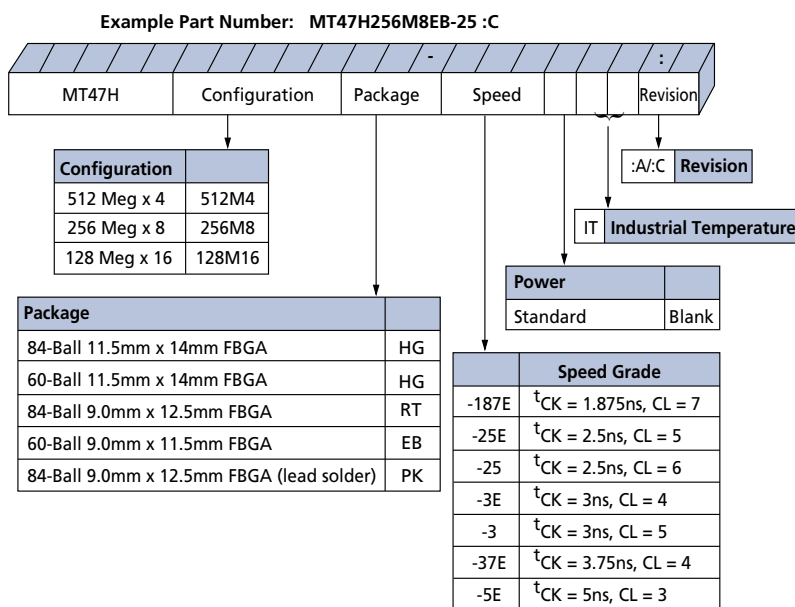 Example Part Number: MT47H256M8EB-25 :C
- :
MT47H Configuration Package Speed Revision
Configuration
512 Meg x 4 512M4
256 Meg x 8 256M8
128 Meg x 16 128M16
:A/:C Revision
IT Industrial Temperature
Power
Standard Blank
Package
84-Ball 11.5mm x 14mm FBGA HG
60-Ball 11.5mm x 14mm FBGA HG
84-Ball 9.0mm x 12.5mm FBGA RT
60-Ball 9.0mm x 11.5mm FBGA EB
84-Ball 9.0mm x 12.5mm FBGA (lead solder) PK
Speed Grade
-187E tCK = 1.875ns, CL = 7
-25E tCK = 2.5ns, CL = 5
-25 tCK = 2.5ns, CL = 6
-3E tCK = 3ns, CL = 4
-3 tCK = 3ns, CL = 5
-37E tCK = 3.75ns, CL = 4
-5E tCK = 5ns, CL = 3